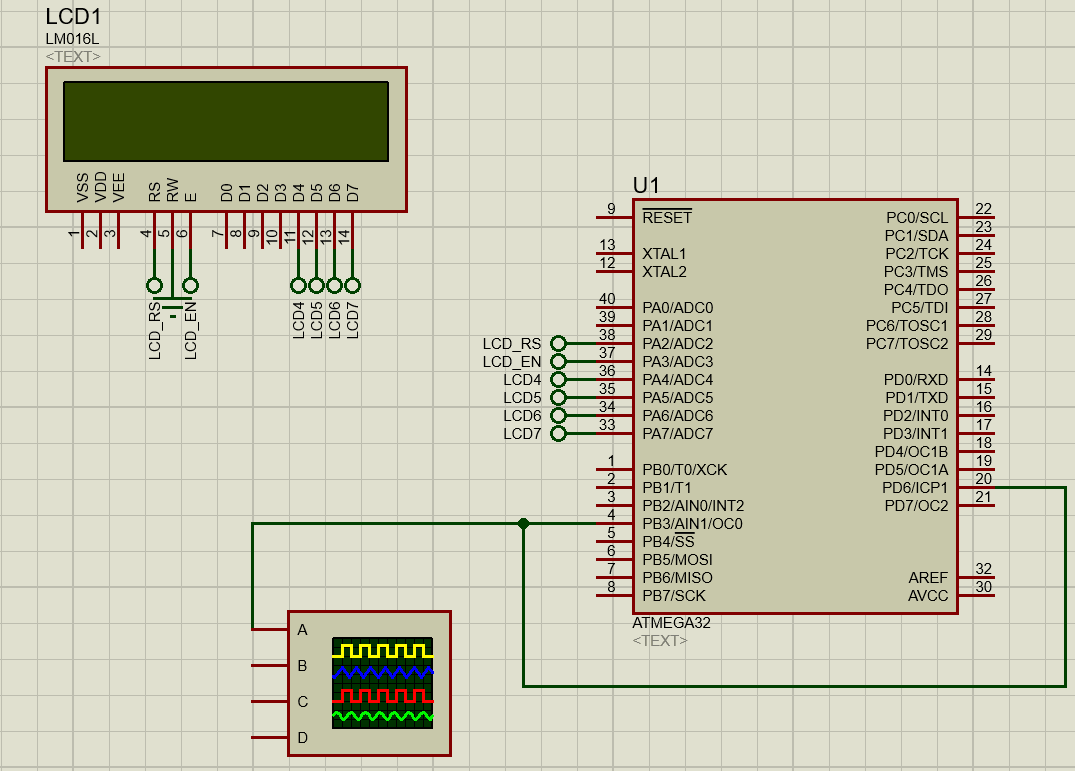 LCD1
LM016L
<TEXT>
VSS VDD VEE RS RW E D0 D1 D2 D3 D4 D5 D6 D7
1 2 3 4 5 6 7 8 9 10 11 12 13 14
LCD_RS LCD_EN LCD4 LCD5 LCD6 LCD7
U1
9 RESET PC0/SCL 22
PC1/SDA 23
13 XTAL1 PC2/TCK 24
12 XTAL2 PC3/TMS 25
PC4/TDO 26
40 PA0/ADC0 PC5/TDI 27
39 PA1/ADC1 PC6/TOSC1 28
LCD_RS 38 PA2/ADC2 PC7/TOSC2 29
LCD_EN 37 PA3/ADC3
LCD4 36 PA4/ADC4 PD0/RXD 14
LCD5 35 PA5/ADC5 PD1/TXD 15
LCD6 34 PA6/ADC6 PD2/INT0 16
LCD7 33 PA7/ADC7 PD3/INT1 17
PD4/OC1B 18
1 PB0/T0/XCK PD5/OC1A 19
2 PB1/T1 PD6/ICP1 20
3 PB2/AIN0/INT2 PD7/OC2 21
4 PB3/AIN1/OC0
5 PB4/SS
6 PB5/MOSI
7 PB6/MISO AREF 32
8 PB7/SCK AVCC 30
ATMEGA32
<TEXT>
A
B
C
D